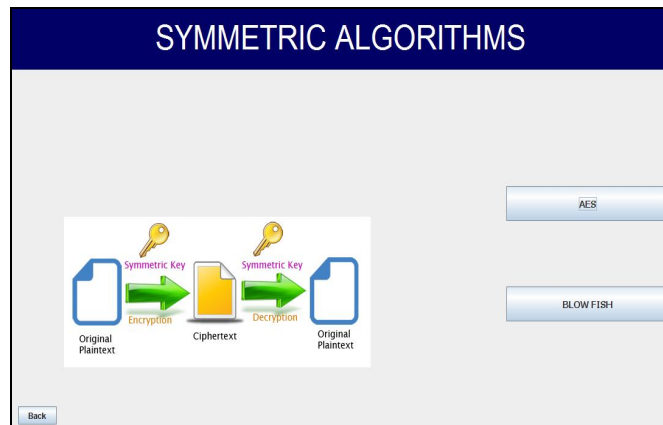 SYMMETRIC ALGORITHMS
AES
Symmetric Key
Symmetric Key
Encryption
Decryption
Original
Plaintext
Ciphertext
Original
Plaintext
BLOW FISH
Back